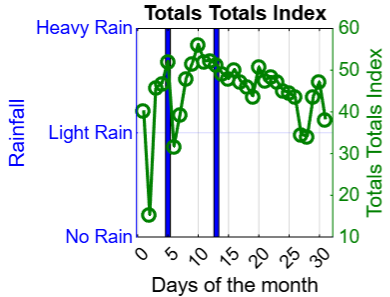 Totals Totals Index
Heavy Rain
Light Rain
No Rain
Rainfall
60
50
40
30
20
10
Totals Totals Index
0
5
10
15
20
25
30
Days of the month